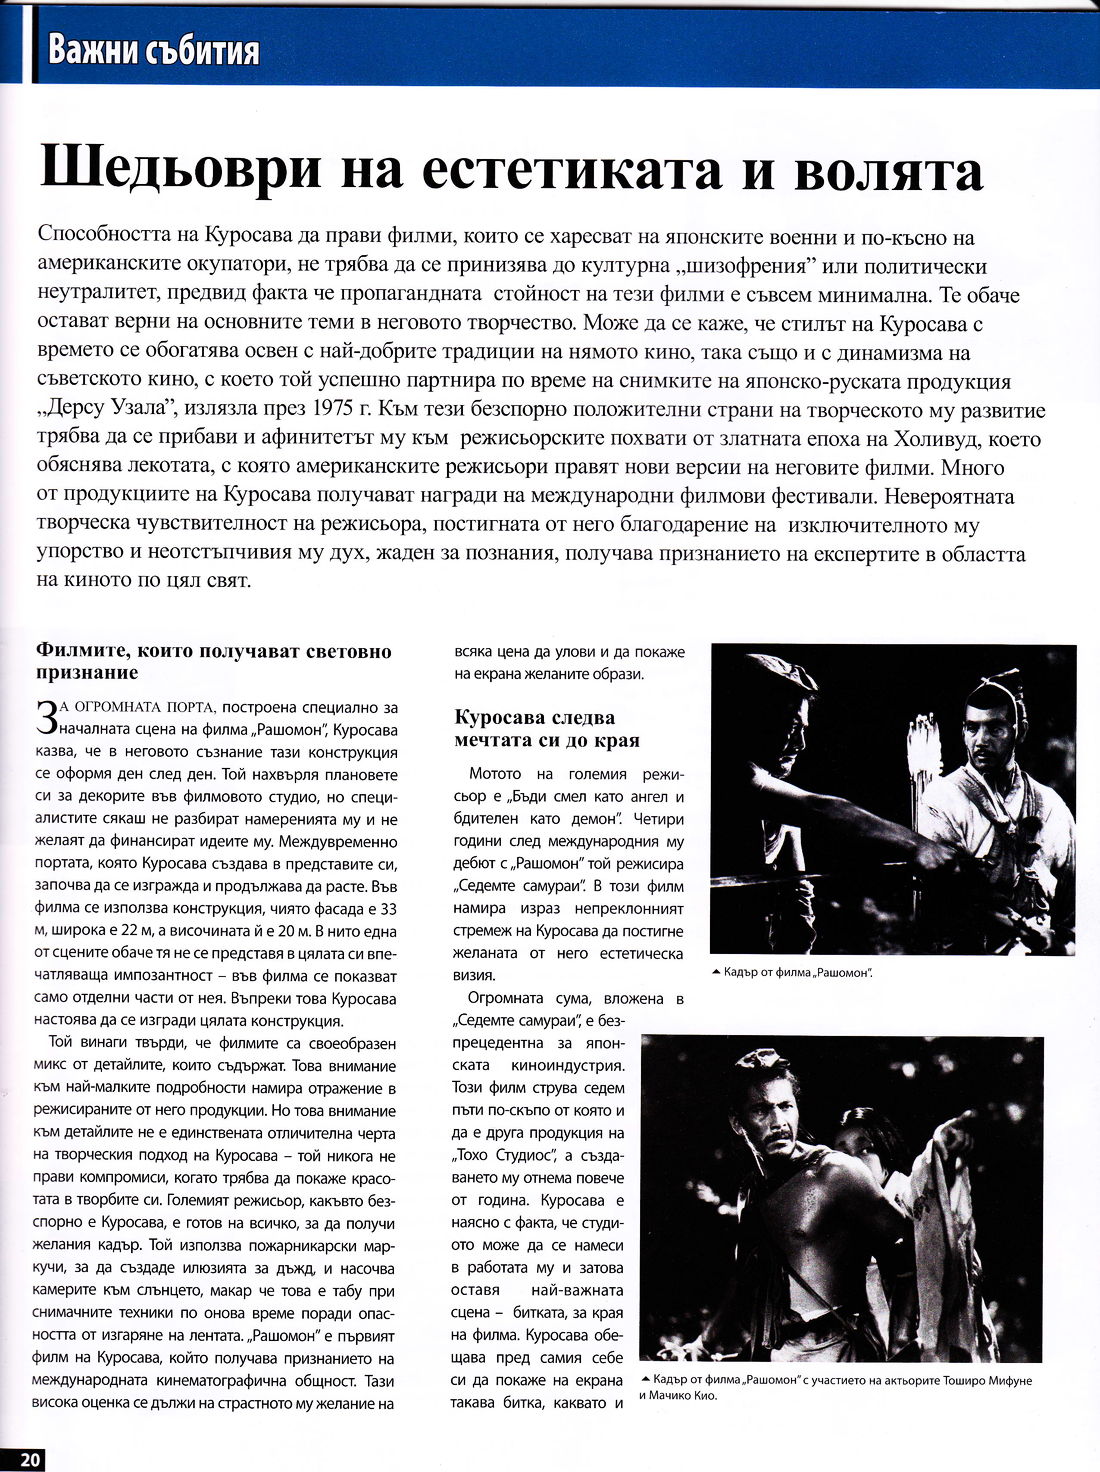 Важни събития
Шедьоври на естетиката и волята
Способността на Куросава да прави филми, които се харесват на японските военни и по-късно на
американските окупатори, не трябва да се принизява до културна „шизофрения” или политически
неутралитет, предвид факта че пропагандната стойност на тези филми е съвсем минимална. Те обаче
остават верни на основните теми в неговото творчество. Може да се каже, че стилът на Куросава с
времето се обогатява освен с най-добрите традиции на нямото кино, така също и с динамизма на
съветското кино, с което той успешно партнира по време на снимките на японско-руската продукция
„Дерсу Узала”, излязла през 1975 г. Към тези безспорно положителни страни на творческото му развитие
трябва да се прибави и афинитетът му към режисьорските похвати от златната епоха на Холивуд, което
обяснява лекотата, с която американските режисьори правят нови версии на неговите филми. Много
от продукциите на Куросава получават награди на международни филмови фестивали. Невероятната
творческа чувствителност на режисьора, постигната от него благодарение на изключителното му
упорство и неотстъпчивия му дух, жаден за познания, получава признанието на експертите в областта
на киното по цял свят.
Филмите, които получават световно
признание
ЗА ОГРОМНАТА ПОРТА, построена специално за
началната сцена на филма „Рашомон”, Куросава
казва, че в неговото съзнание тази конструкция
се оформя ден след ден. Той нахвърля плановете
си за декорите във филмовото студио, но специ-
алистите сякаш не разбират намеренията му и не
желаят да финансират идеите му. Междувременно
портата, която Куросава създава в представите си,
започва да се изгражда и продължава да расте. Във
филма се използва конструкция, чиято фасада е 33
м, широка е 22 м, а височината ѝ е 20 м. В нито една
от сцените обаче тя не се представя в цялата си впе-
чатляваща импозантност – във филма се показват
само отделни части от нея. Въпреки това Куросава
настоява да се изгради цялата конструкция.
Той винаги твърди, че филмите са своеобразен
микс от детайлите, които съдържат. Това внимание
към най-малките подробности намира отражение в
режисираните от него продукции. Но това внимание
към детайлите не е единствената отличителна черта
на творческия подход на Куросава – той никога не
прави компромиси, когато трябва да покаже красо-
тата в творбите си. Големият режисьор, какъвто без-
спорно е Куросава, е готов на всичко, за да получи
желания кадър. Той използва пожарникарски мар-
кучи, за да създаде илюзията за дъжд, и насочва
камерите към слънцето, макар че това е табу при
снимачните техники по онова време поради опас-
ността от изгаряне на лентата. „Рашомон” е първият
филм на Куросава, който получава признанието на
международната кинематографична общност. Тази
висока оценка се дължи на страстното му желание на
всяка цена да улови и да покаже
на екрана желаните образи.
Куросава следва
мечтата си до края
Мотото на големия режи-
сьор е „Бъди смел като ангел и
бдителен като демон”. Четири
години след международния му
дебют с „Рашомон” той режисира
„Седемте самураи”. В този филм
намира израз непреклонният
стремеж на Куросава да постигне
желаната от него естетическа
визия.
Огромната сума, вложена в
„Седемте самураи”, е без-
прецедентна за япон-
ската киноиндустрия.
Този филм струва седем
пъти по-скъпо от която и
да е друга продукция на
„Тохо Студиос”, а създа-
ването му отнема повече
от година. Куросава е
наясно с факта, че студи-
ото може да се намеси
в работата му и затова
оставя най-важната
сцена – битката, за края
на филма. Куросава обе-
щава пред самия себе
си да покаже на екрана
такава битка, каквато и
Кадър от филма „Рашомон”.
Кадър от филма „Рашомон” с участието на актьорите Тоширо Мифуне
и Мачико Кио.
20